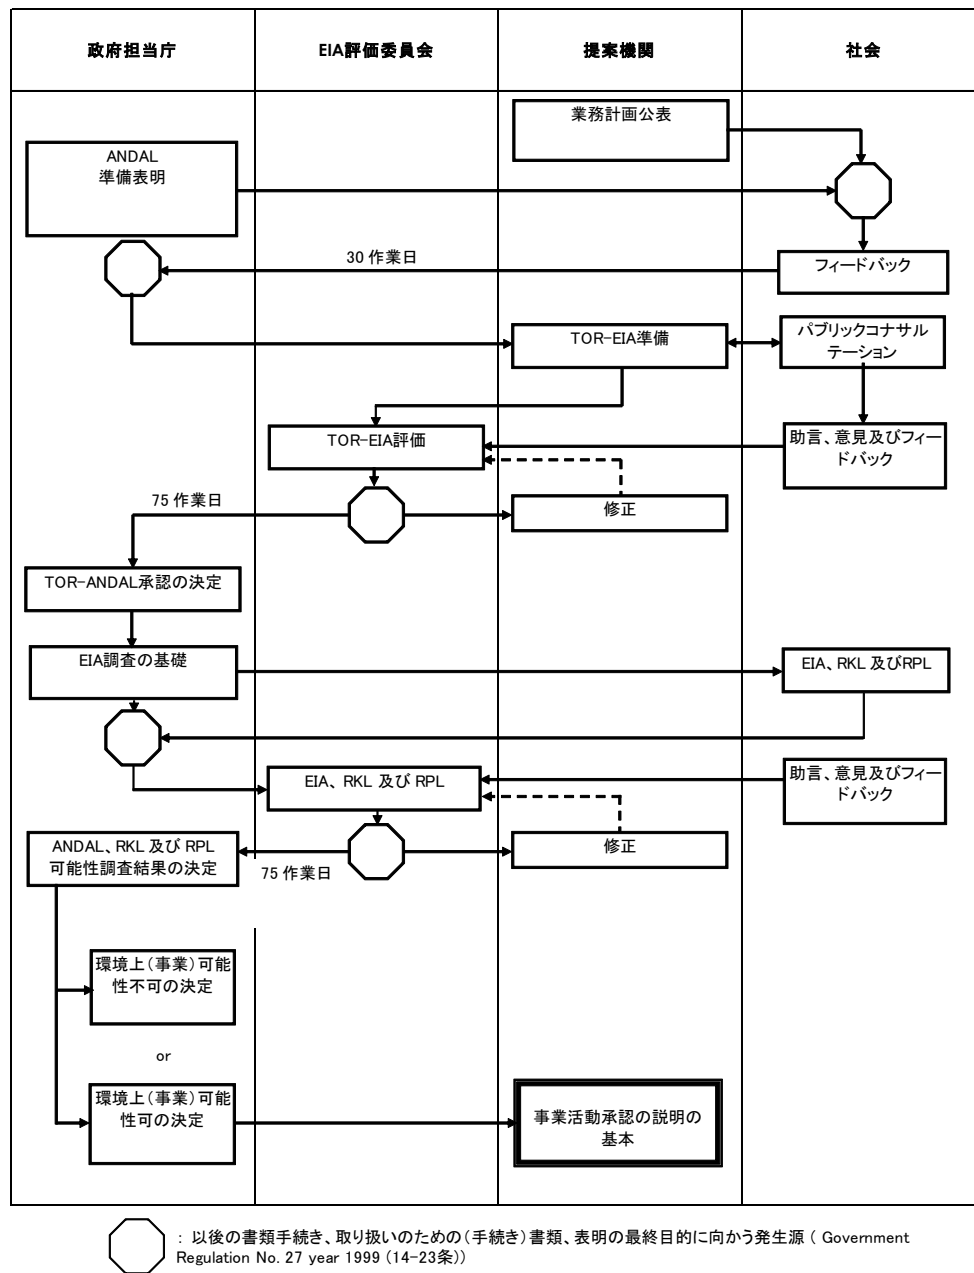 政府担当庁
EIA評価委員会
提案機関
社会
業務計画公表
ANDAL
準備表明
30 作業日
フィードバック
TOR-EIA準備
パブリックコナサル
テーション
TOR-EIA評価
助言、意見及びフィー
ドバック
75 作業日
修正
TOR-ANDAL承認の決定
EIA調査の基礎
EIA、RKL 及びRPL
EIA、RKL 及び RPL
助言、意見及びフィー
ドバック
ANDAL、RKL 及び RPL
可能性調査結果の決定
75 作業日
修正
環境上(事業)可能
性不可の決定
or
環境上(事業)可能
性可の決定
事業活動承認の説明の
基本
: 以後の書類手続き、取り扱いのための(手続き)書類、表明の最終目的に向かう発生源 ( Government
Regulation No. 27 year 1999 (14-23条))